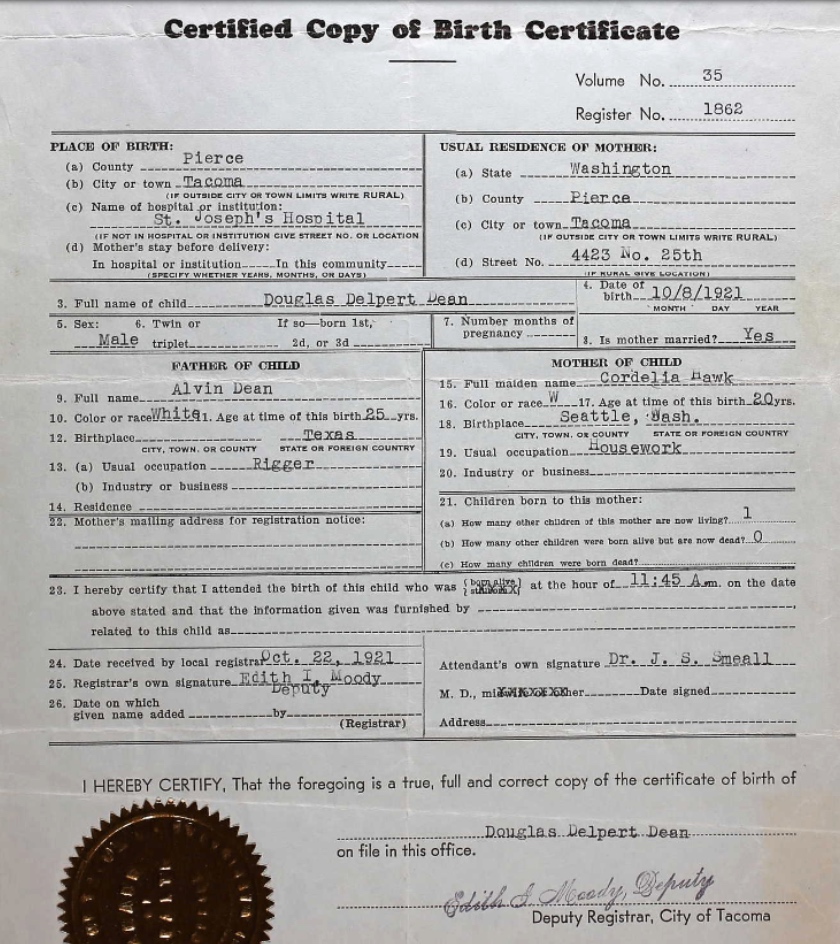 Certified Copy of Birth Certificate
Volume No. 35
Register No. 1862
PLACE OF BIRTH:
(a) County Pierce
(b) City or town Tacoma
(IF OUTSIDE CITY OR TOWN LIMITS WRITE RURAL)
(c) Name of hospital or institution:
St. Joseph's Hospital
(IF NOT IN HOSPITAL OR INSTITUTION GIVE STREET NO. OR LOCATION
(d) Mother's stay before delivery:
In hospital or institution In this community
(SPECIFY WHETHER YEARS, MONTHS, OR DAYS)
USUAL RESIDENCE OF MOTHER:
(a) State Washington
(b) County Pierce
(c) City or town Tacoma
(IF OUTSIDE CITY OR TOWN LIMITS WRITE RURAL)
(d) Street No. 4423 No. 25th
(IF RURAL GIVE LOCATION)
3. Full name of child Douglas Delpert Dean
4. Date of
birth 10/8/1921
MONTH DAY YEAR
5. Sex: 6. Twin or If so—born 1st,
Male triplet 2d, or 3d
7. Number months of
pregnancy
8. Is mother married? Yes
FATHER OF CHILD
9. Full name Alvin Dean
10. Color or race White 1. Age at time of this birth 25 yrs.
12. Birthplace Texas
CITY, TOWN, OR COUNTY STATE OR FOREIGN COUNTRY
13. (a) Usual occupation Rigger
(b) Industry or business
14. Residence
MOTHER OF CHILD
15. Full maiden name Cordelia Hawk
16. Color or race W 17. Age at time of this birth 20 yrs.
18. Birthplace Seattle, Wash.
CITY, TOWN, OR COUNTY STATE OR FOREIGN COUNTRY
19. Usual occupation Housework
20. Industry or business
22. Mother's mailing address for registration notice:
21. Children born to this mother:
(a) How many other children of this mother are now living? 1
(b) How many other children were born alive but are now dead? 0
(c) How many children were born dead?
23. I hereby certify that I attended the birth of this child who was {born alive} at the hour of 11:45 A.m. on the date
above stated and that the information given was furnished by
related to this child as
24. Date received by local registrar Oct. 22, 1921
25. Registrar's own signature Edith I. Moody
Deputy
26. Date on which
given name added by
(Registrar)
Attendant's own signature Dr. J. S. Smeall
M. D., midwife or other Date signed
Address
I HEREBY CERTIFY, That the foregoing is a true, full and correct copy of the certificate of birth of
Douglas Delpert Dean
on file in this office.
Edith I. Moody, Deputy
Deputy Registrar, City of Tacoma